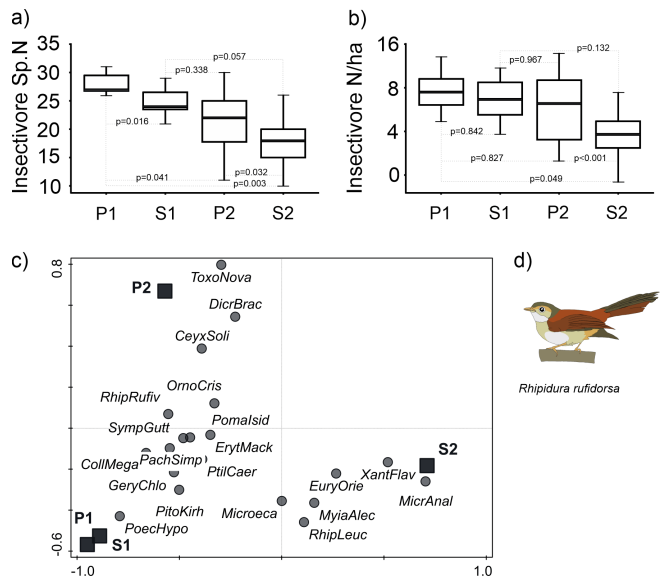 a)
Insectivore Sp.N
35
30
25
20
15
10
p=0.057
p=0.338
p=0.016
p=0.032
p=0.041
p=0.003
P1 S1 P2 S2
b)
Insectivore N/ha
16
8
4
0
p=0.132
p=0.967
p=0.842
p=0.827
p<0.001
p=0.049
P1 S1 P2 S2
c)
0.8
-0.6
-1.0
1.0
ToxoNova
P2
DicrBrac
CeyxSoli
OrnoCris
RhipRufiv
PomaIsid
SympGutt
ErytMack
CollMega
PachSimp
PtilCaer
S2
XantFlav
GeryChlo
EuryOrie
MicrAnal
P1
PitoKirh
Microeca
MyiaAlec
PoecHypo
RhipLeuc
S1
d)
Rhipidura rufidorsa